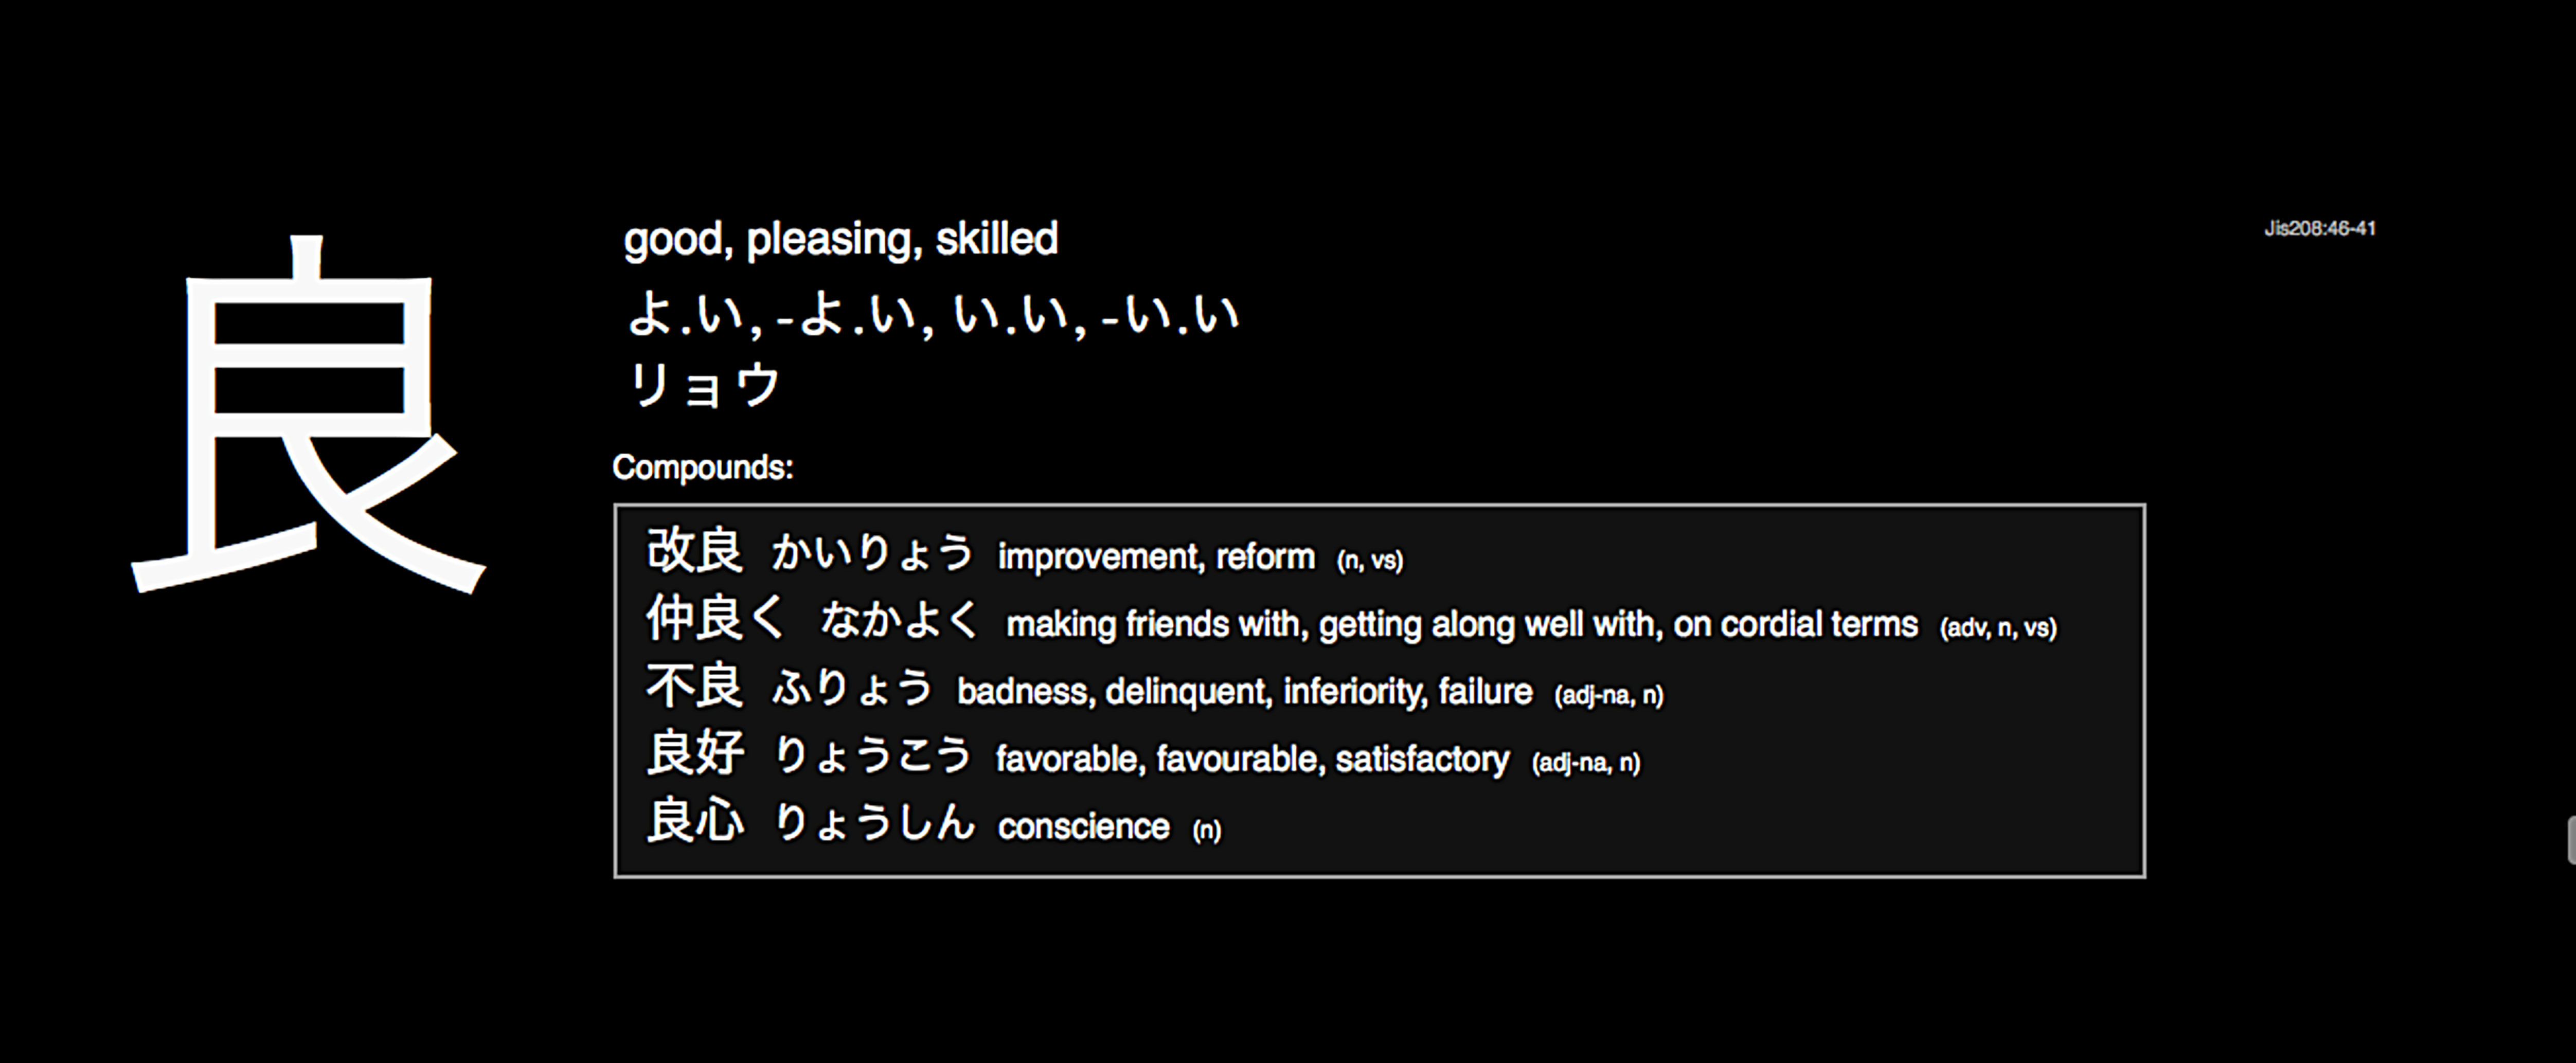 良
good, pleasing, skilled
Jis208:46-41
よ.い, -よ.い, い.い, -い.い
リョウ
Compounds:
改良 かいりょう improvement, reform (n, vs)
仲良く なかよく making friends with, getting along well with, on cordial terms (adv, n, vs)
不良 ふりょう badness, delinquent, inferiority, failure (adj-na, n)
良好 りょうこう favorable, favourable, satisfactory (adj-na, n)
良心 りょうしん conscience (n)